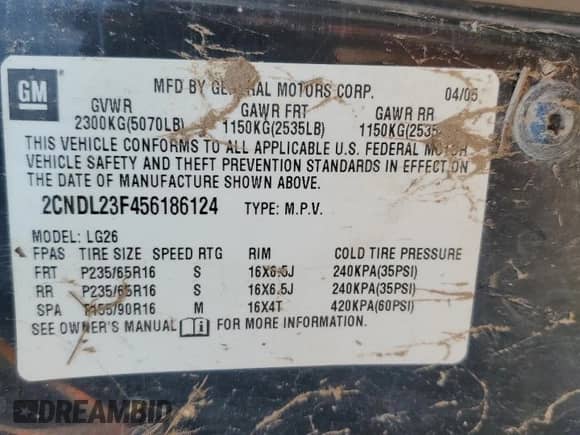 GM
MFD BY GENERAL MOTORS CORP. 04/05
GVWR GAWR FRT GAWR RR
2300KG(5070LB) 1150KG(2535LB) 1150KG(2535
THIS VEHICLE CONFORMS TO ALL APPLICABLE U.S. FEDERAL MOTOR
VEHICLE SAFETY AND THEFT PREVENTION STANDARDS IN EFFECT ON
THE DATE OF MANUFACTURE SHOWN ABOVE.
2CNDL23F456186124 TYPE: M.P.V.
MODEL: LG26
FPAS TIRE SIZE SPEED RTG RIM COLD TIRE PRESSURE
FRT P235/65R16 S 16X6.5J 240KPA(35PSI)
RR P235/65R16 S 16X6.5J 240KPA(35PSI)
SPA T155/90R16 M 16X4T 420KPA(60PSI)
SEE OWNER'S MANUAL FOR MORE INFORMATION.
DREAMBID